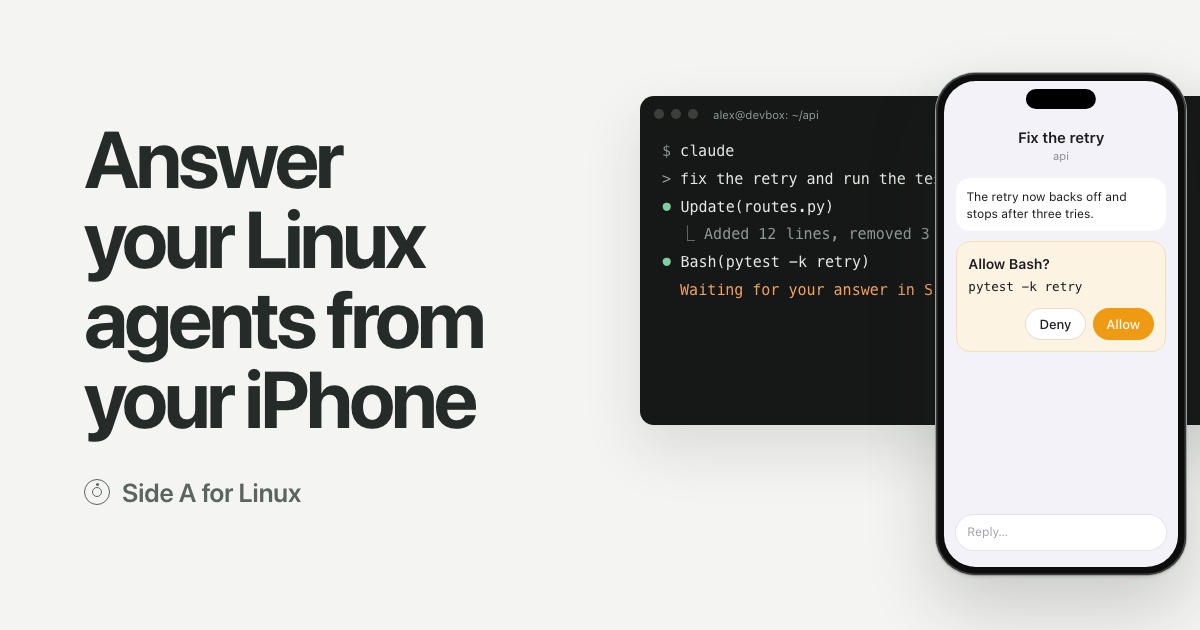 Answer
your Linux
agents from
your iPhone
Side A for Linux
alex@devbox: ~/api
$ claude
> fix the retry and run the
Update(routes.py)
Added 12 lines, removed 3
Bash(pytest -k retry)
Waiting for your answer in
Fix the retry
api
The retry now backs off and
stops after three tries.
Allow Bash?
pytest -k retry
Deny
Allow
Reply...